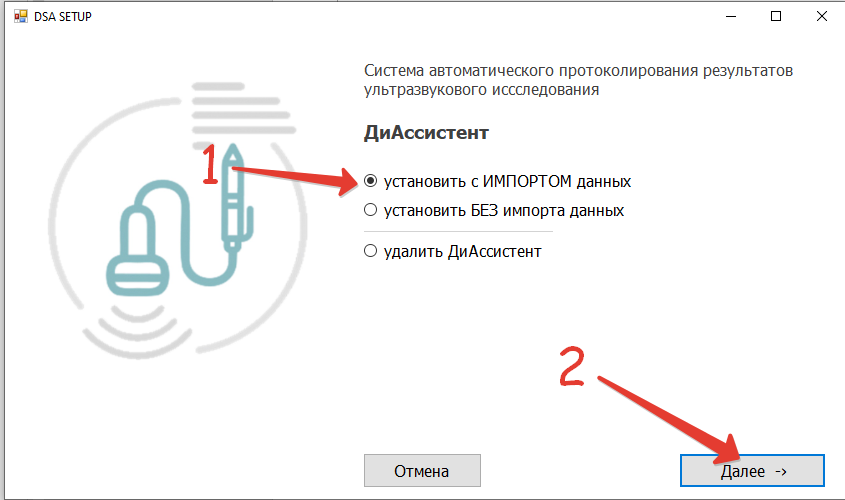 DSA SETUP
Система автоматического протоколирования результатов
ультразвукового иссследования
ДиАссистент
1
установить с ИМПОРТОМ данных
установить БЕЗ импорта данных
удалить ДиАссистент
2
Отмена
Далее ->